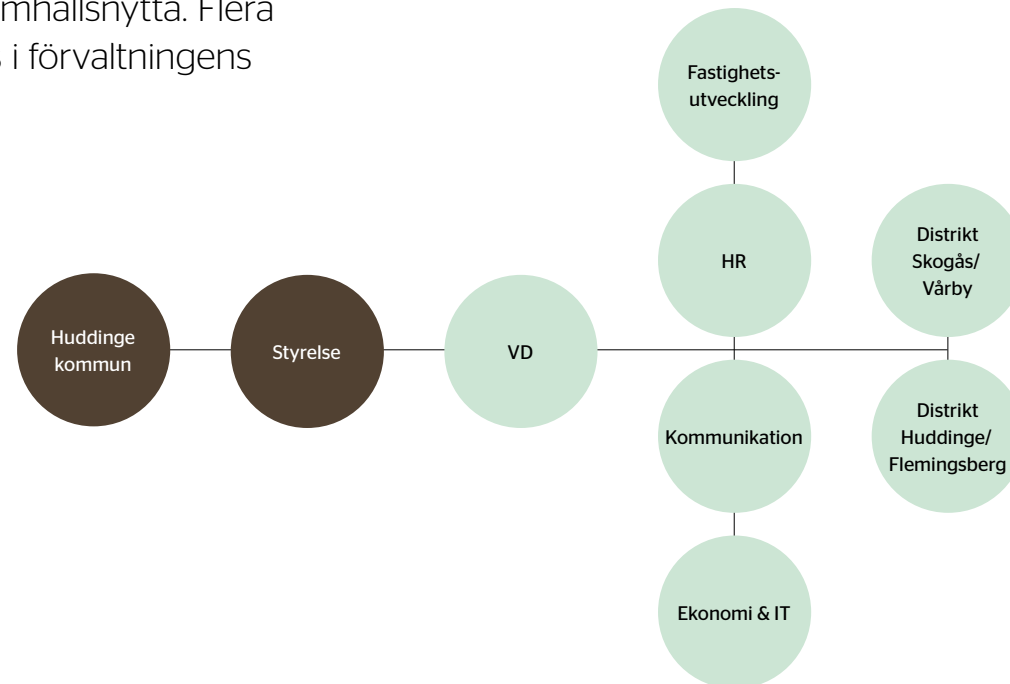 mhällsnytta. Flera
i förvaltningens
Fastighets-
utveckling
HR
Distrikt
Skogås/
Vårby
Huddinge
kommun
Styrelse
VD
Kommunikation
Distrikt
Huddinge/
Flemingsberg
Ekonomi & IT